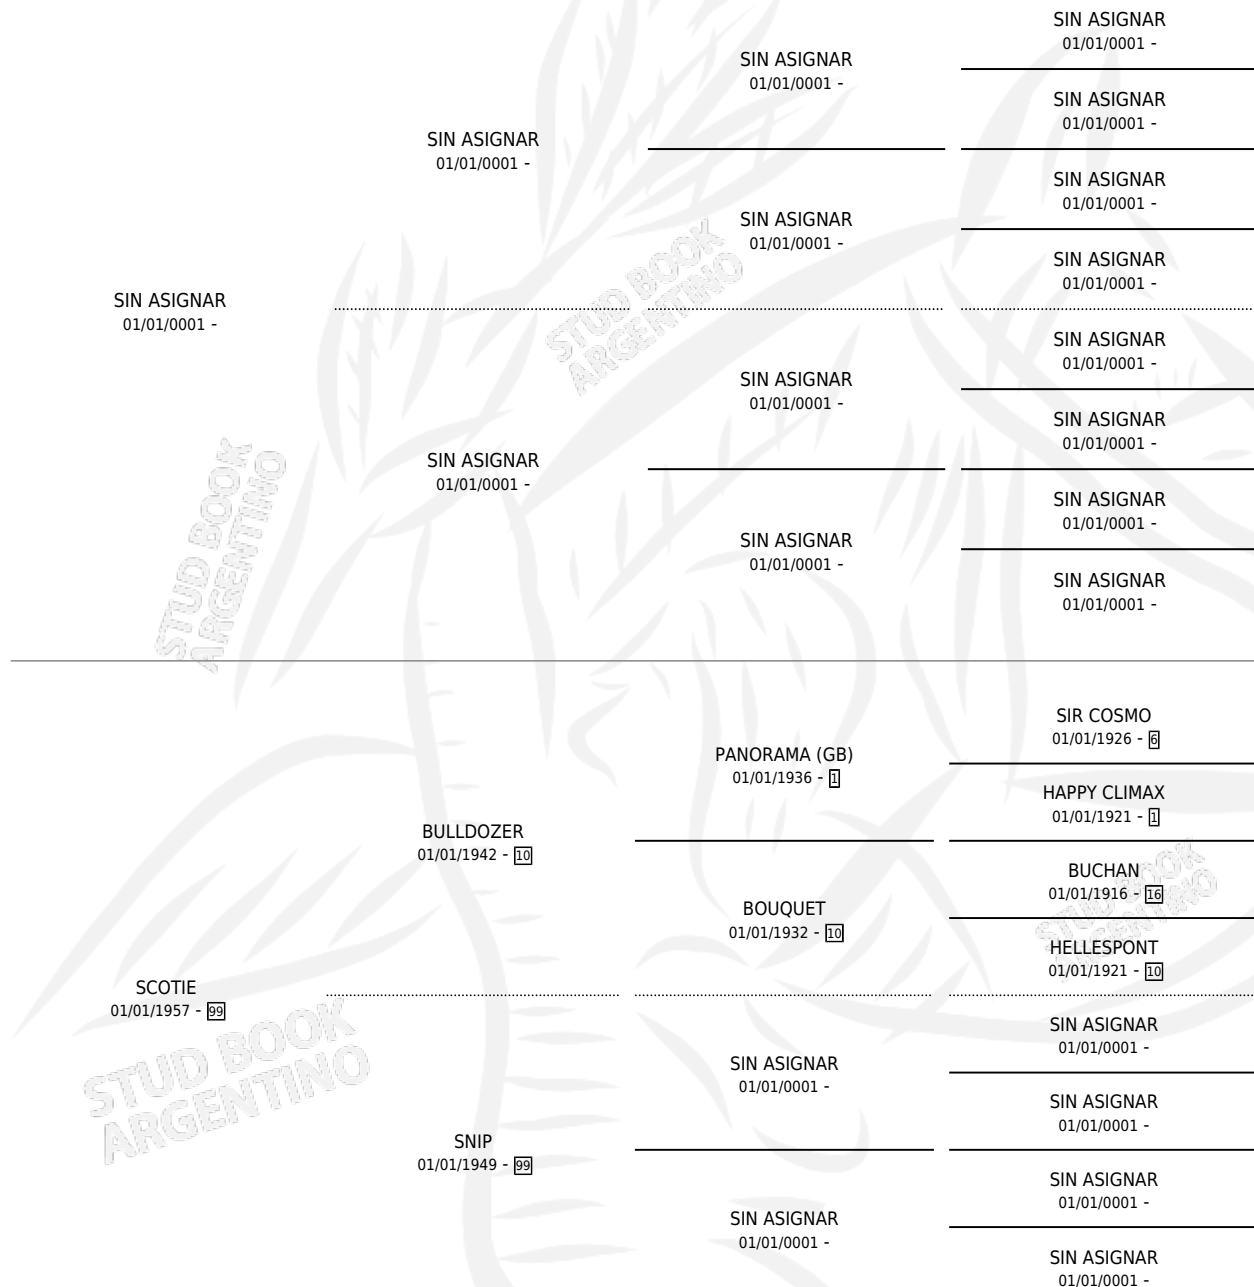 SIN ASIGNAR
01/01/0001 -
SIN ASIGNAR
01/01/0001 -
SIN ASIGNAR
01/01/0001 -
SIN ASIGNAR
01/01/0001 -
SIN ASIGNAR
01/01/0001 -
SIN ASIGNAR
01/01/0001 -
SIN ASIGNAR
01/01/0001 -
SIN ASIGNAR
01/01/0001 -
SIN ASIGNAR
01/01/0001 -
SIN ASIGNAR
01/01/0001 -
SIN ASIGNAR
01/01/0001 -
SIN ASIGNAR
01/01/0001 -
SIN ASIGNAR
01/01/0001 -
SIN ASIGNAR
01/01/0001 -
SIN ASIGNAR
01/01/0001 -
STUD BOOK
ARGENTINO
STUD BOOK
ARGENTINO
SIR COSMO
01/01/1926 - 6
PANORAMA (GB)
01/01/1936 - 1
HAPPY CLIMAX
01/01/1921 - 1
BULLDOZER
01/01/1942 - 10
BUCHAN
01/01/1916 - 16
BOUQUET
01/01/1932 - 10
HELLESPONT
01/01/1921 - 10
STUD BOOK
ARGENTINO
SCOTIE
01/01/1957 - 99
STUD BOOK
ARGENTINO
SIN ASIGNAR
01/01/0001 -
SIN ASIGNAR
01/01/0001 -
SIN ASIGNAR
01/01/0001 -
SNIP
01/01/1949 - 99
SIN ASIGNAR
01/01/0001 -
SIN ASIGNAR
01/01/0001 -
SIN ASIGNAR
01/01/0001 -